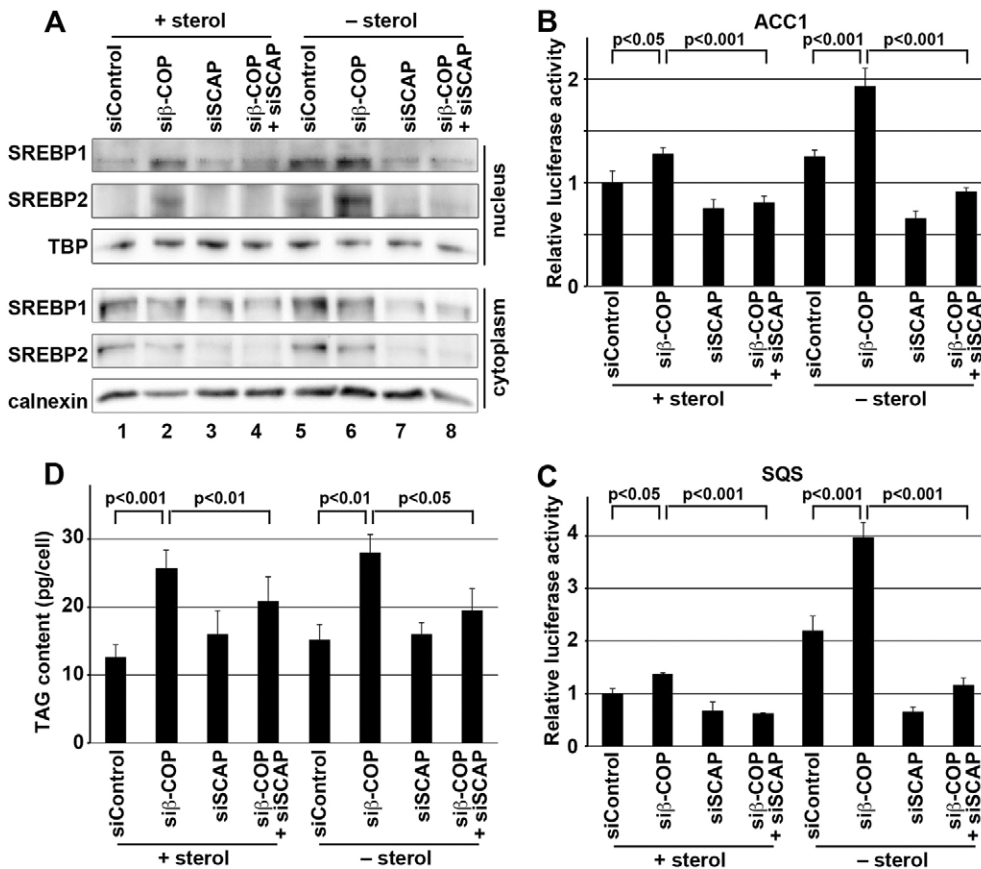 A
+ sterol
– sterol
siControl
siβ-COP
siSCAP
siβ-COP
+ siSCAP
siControl
siβ-COP
siSCAP
siβ-COP
+ siSCAP
SREBP1
SREBP2
TBP
nucleus
SREBP1
SREBP2
calnexin
cytoplasm
1 2 3 4 5 6 7 8
B
ACC1
p<0.05
p<0.001
p<0.001
p<0.001
Relative luciferase activity
2
1
0
siControl
siβ-COP
siSCAP
siβ-COP
+ siSCAP
siControl
siβ-COP
siSCAP
siβ-COP
+ siSCAP
+ sterol
– sterol
D
p<0.001
p<0.01
p<0.01
p<0.05
TAG content (pg/cell)
30
20
10
0
siControl
siβ-COP
siSCAP
siβ-COP
+ siSCAP
siControl
siβ-COP
siSCAP
siβ-COP
+ siSCAP
+ sterol
– sterol
C
SQS
p<0.05
p<0.001
p<0.001
p<0.001
Relative luciferase activity
4
3
2
1
0
siControl
siβ-COP
siSCAP
siβ-COP
+ siSCAP
siControl
siβ-COP
siSCAP
siβ-COP
+ siSCAP
+ sterol
– sterol